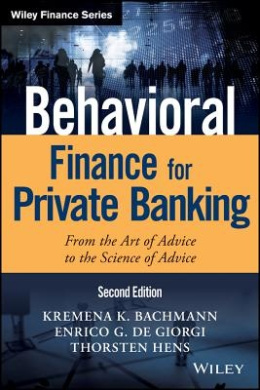 Wiley Finance Series
Behavioral
Finance for
Private Banking
From the Art of Advice
to the Science of Advice
Second Edition
KREMENA K. BACHMANN
ENRICO G. DE GIORGI
THORSTEN HENS
WILEY